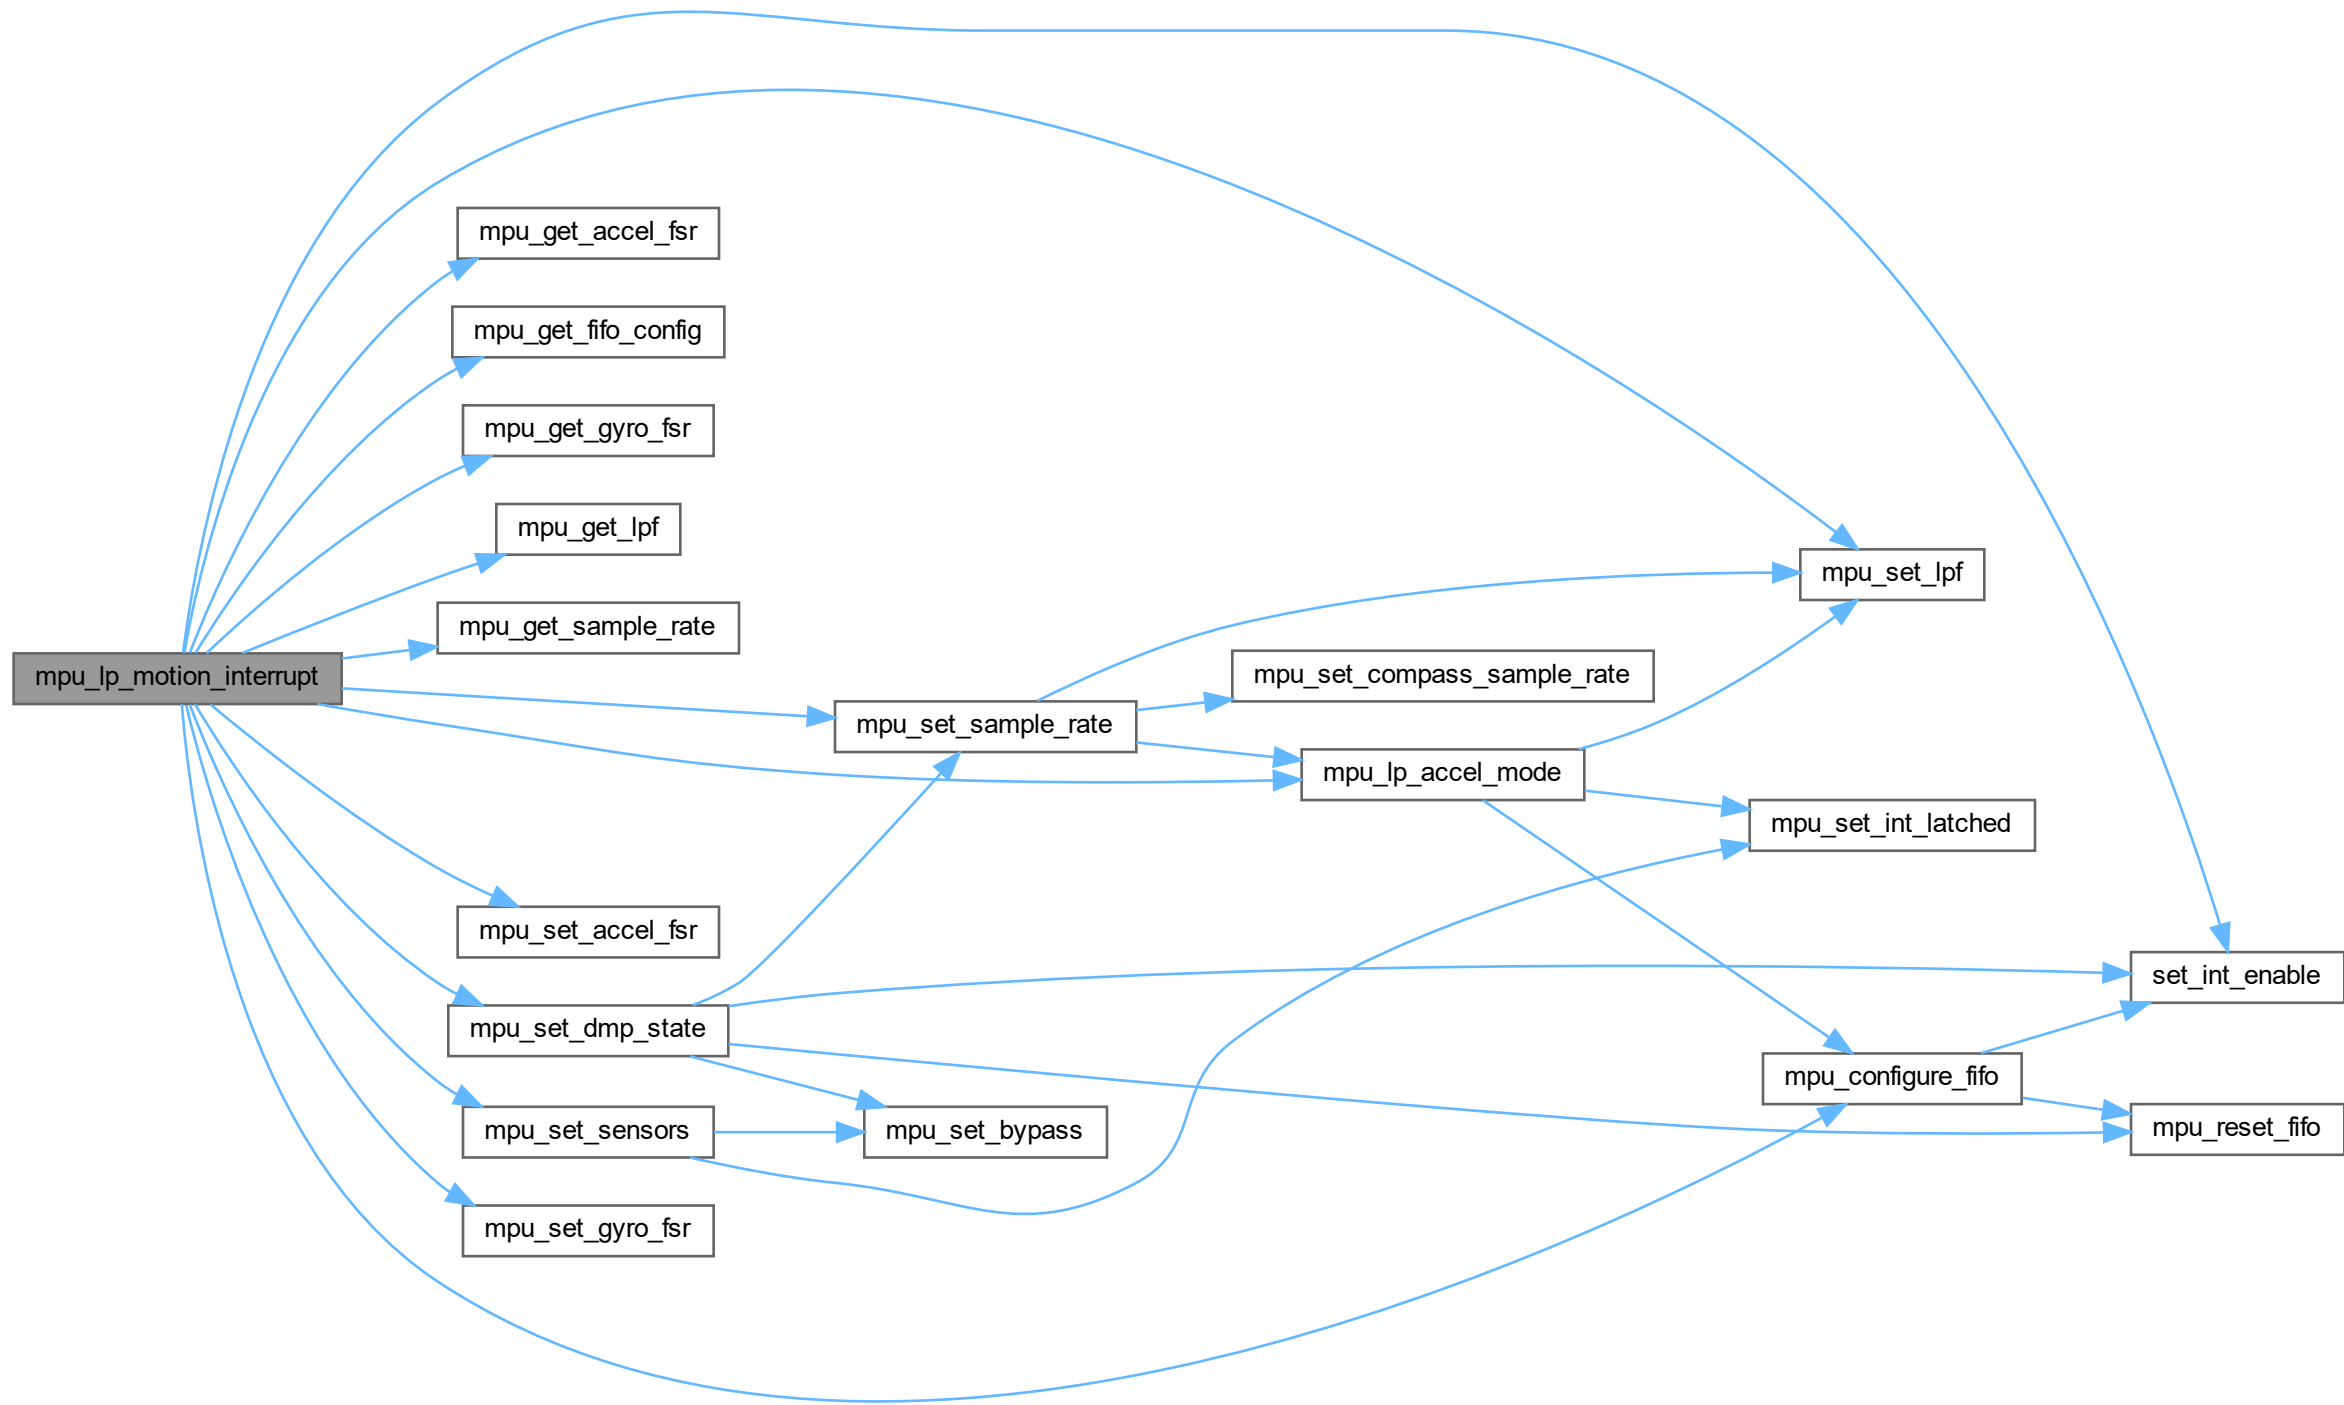 mpu_get_accel_fsr
mpu_get_fifo_config
mpu_get_gyro_fsr
mpu_get_lpf
mpu_set_lpf
mpu_get_sample_rate
mpu_lp_motion_interrupt
mpu_set_compass_sample_rate
mpu_set_sample_rate
mpu_lp_accel_mode
mpu_set_int_latched
mpu_set_accel_fsr
set_int_enable
mpu_set_dmp_state
mpu_configure_fifo
mpu_set_sensors
mpu_set_bypass
mpu_reset_fifo
mpu_set_gyro_fsr